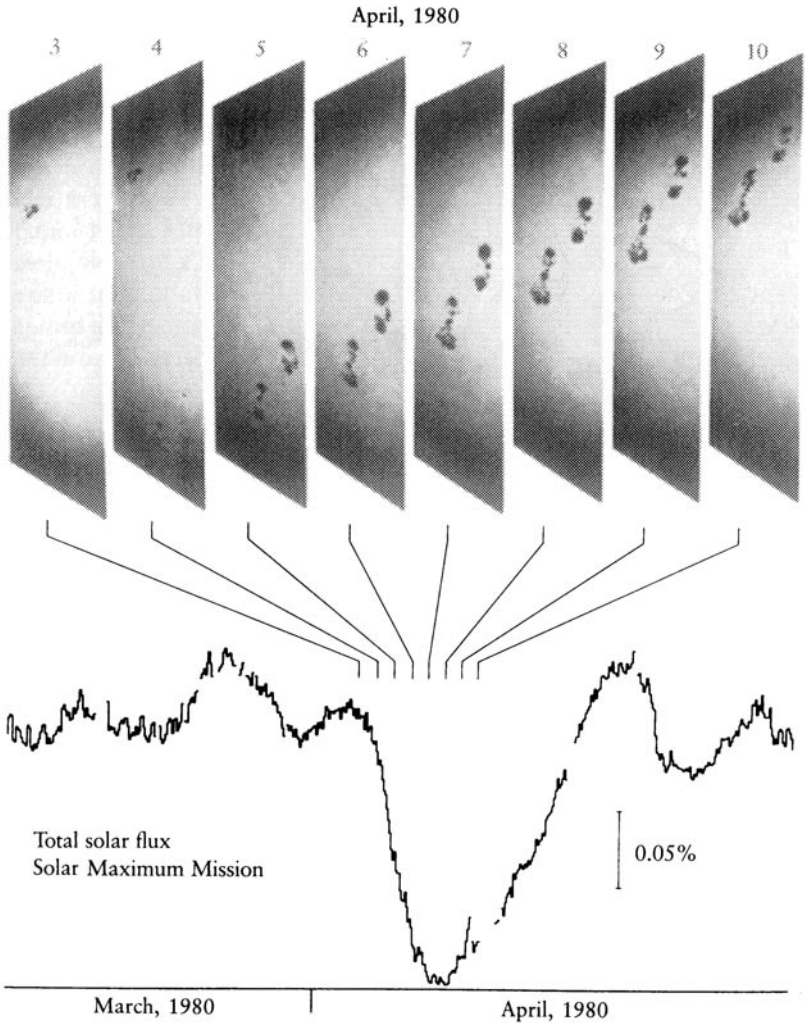 April, 1980
3 4 5 6 7 8 9 10
Total solar flux
Solar Maximum Mission
0.05%
March, 1980 April, 1980